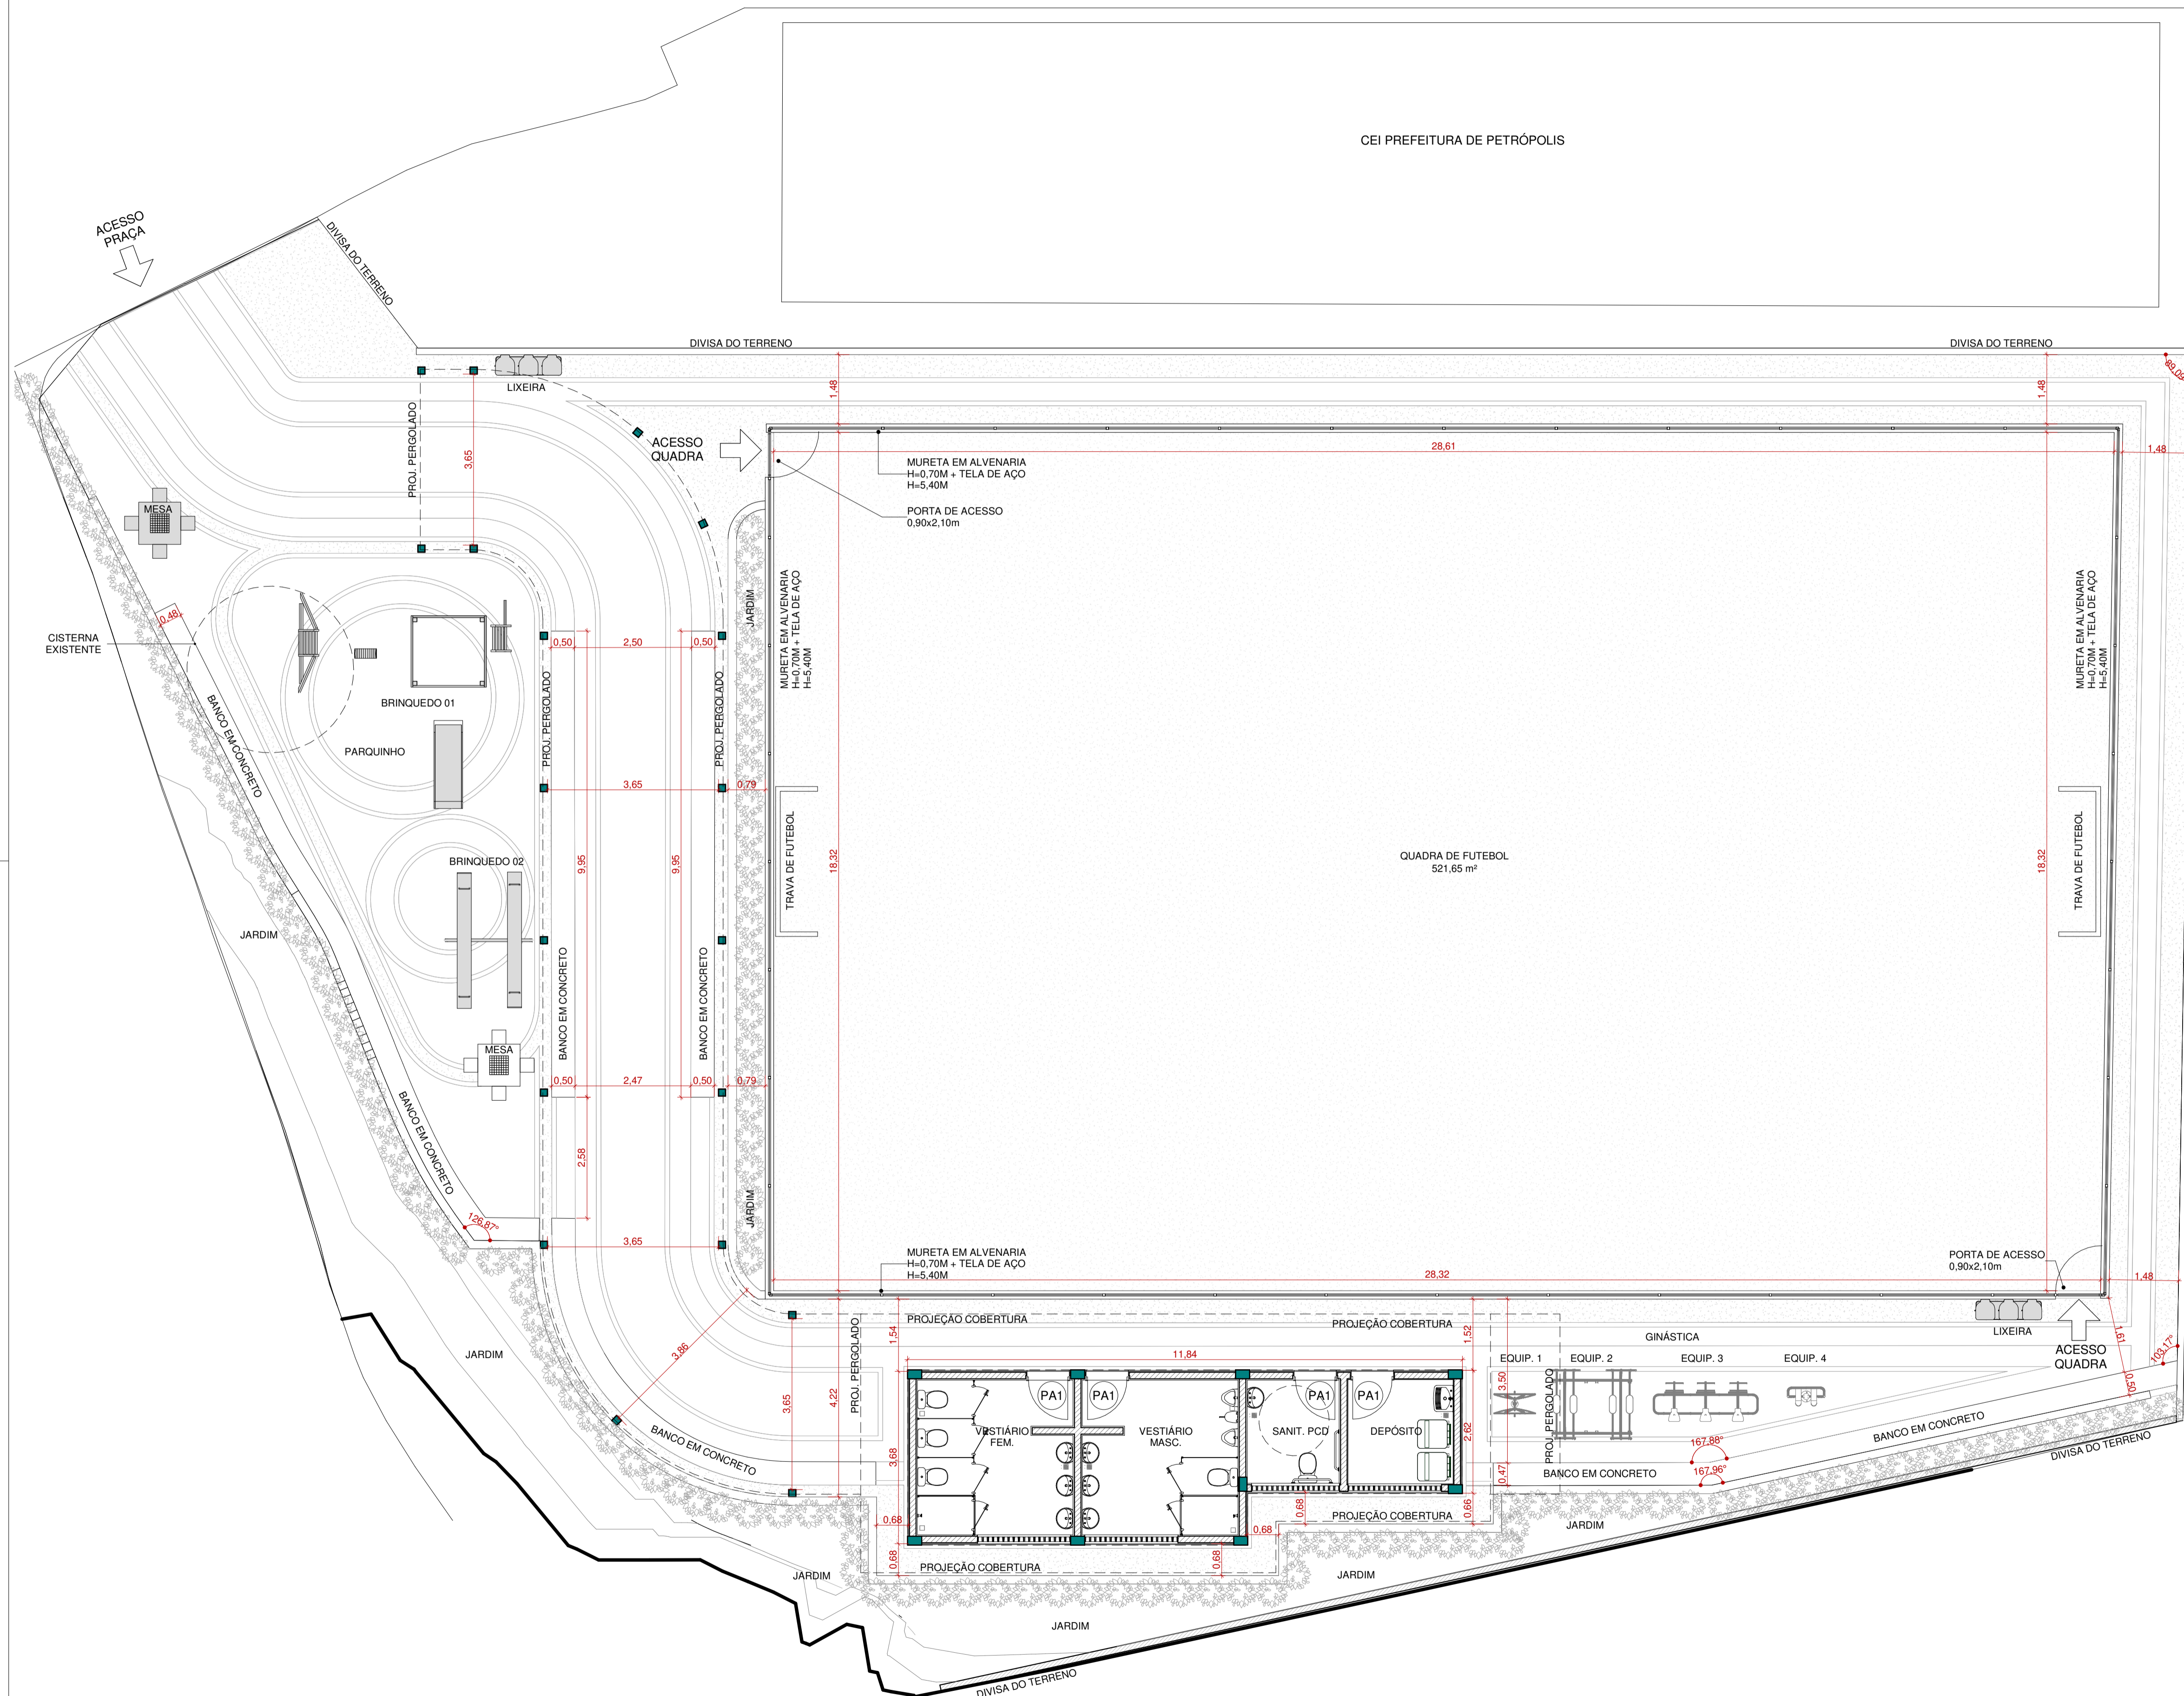 CEI PREFEITURA DE PETRÓPOLIS
ACESSO
PRAÇA
DIVISA DO TERRENO
DIVISA DO TERRENO
DIVISA DO TERRENO
89,09
LIXEIRA
1,48
1,48
PROJ. PERGOLADO
3,65
ACESSO
QUADRA
28,61
1,48
MURETA EM ALVENARIA
H=0,70M + TELA DE AÇO
H=5,40M
PORTA DE ACESSO
0,90x2,10m
MESA
MURETA EM ALVENARIA
H=0,70M + TELA DE AÇO
H=5,40M
MURETA EM ALVENARIA
H=0,70M + TELA DE AÇO
H=5,40M
JARDIM
0,48
CISTERNA
EXISTENTE
0,50
2,50
0,50
BRINQUEDO 01
PROJ. PERGOLADO
PROJ. PERGOLADO
BANCO EM CONCRETO
PARQUINHO
3,65
0,79
TRAVA DE FUTEBOL
TRAVA DE FUTEBOL
BRINQUEDO 02
9,95
9,95
18,32
QUADRA DE FUTEBOL
521,65 m²
18,32
JARDIM
BANCO EM CONCRETO
BANCO EM CONCRETO
MESA
0,50
2,47
0,50
0,79
BANCO EM CONCRETO
2,58
126,87°
JARDIM
3,65
MURETA EM ALVENARIA
H=0,70M + TELA DE AÇO
H=5,40M
28,32
PORTA DE ACESSO
0,90x2,10m
1,48
PROJEÇÃO COBERTURA
PROJEÇÃO COBERTURA
LIXEIRA
GINÁSTICA
ACESSO
QUADRA
1,61
103,17°
JARDIM
3,86
PROJ. PERGOLADO
1,54
11,84
1,52
EQUIP. 1
EQUIP. 2
EQUIP. 3
EQUIP. 4
3,65
4,22
PA1
PA1
PA1
PA1
3,50
PROJ. PERGOLADO
0,50
VESTIÁRIO
FEM.
VESTIÁRIO
MASC.
SANIT. PCD
DEPÓSITO
2,62
BANCO EM CONCRETO
3,68
BANCO EM CONCRETO
167,88°
BANCO EM CONCRETO
167,96°
0,47
DIVISA DO TERRENO
0,68
0,68
0,68
0,66
PROJEÇÃO COBERTURA
JARDIM
0,68
0,68
PROJEÇÃO COBERTURA
JARDIM
JARDIM
JARDIM
DIVISA DO TERRENO